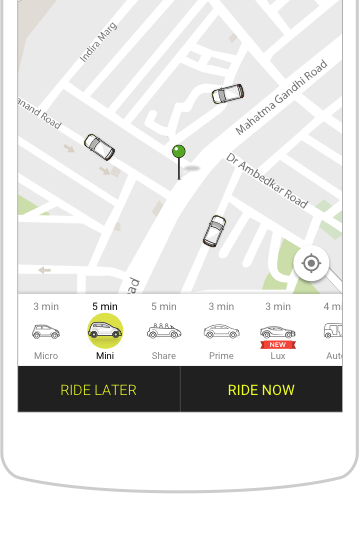 Indira Marg
Mahatma Gandhi Road
anand Road
Dr Ambedkar Road
ad
3 min 5 min 5 min 3 min 3 min 4 m
NEW
Micro Mini Share Prime Lux Aut
RIDE LATER RIDE NOW